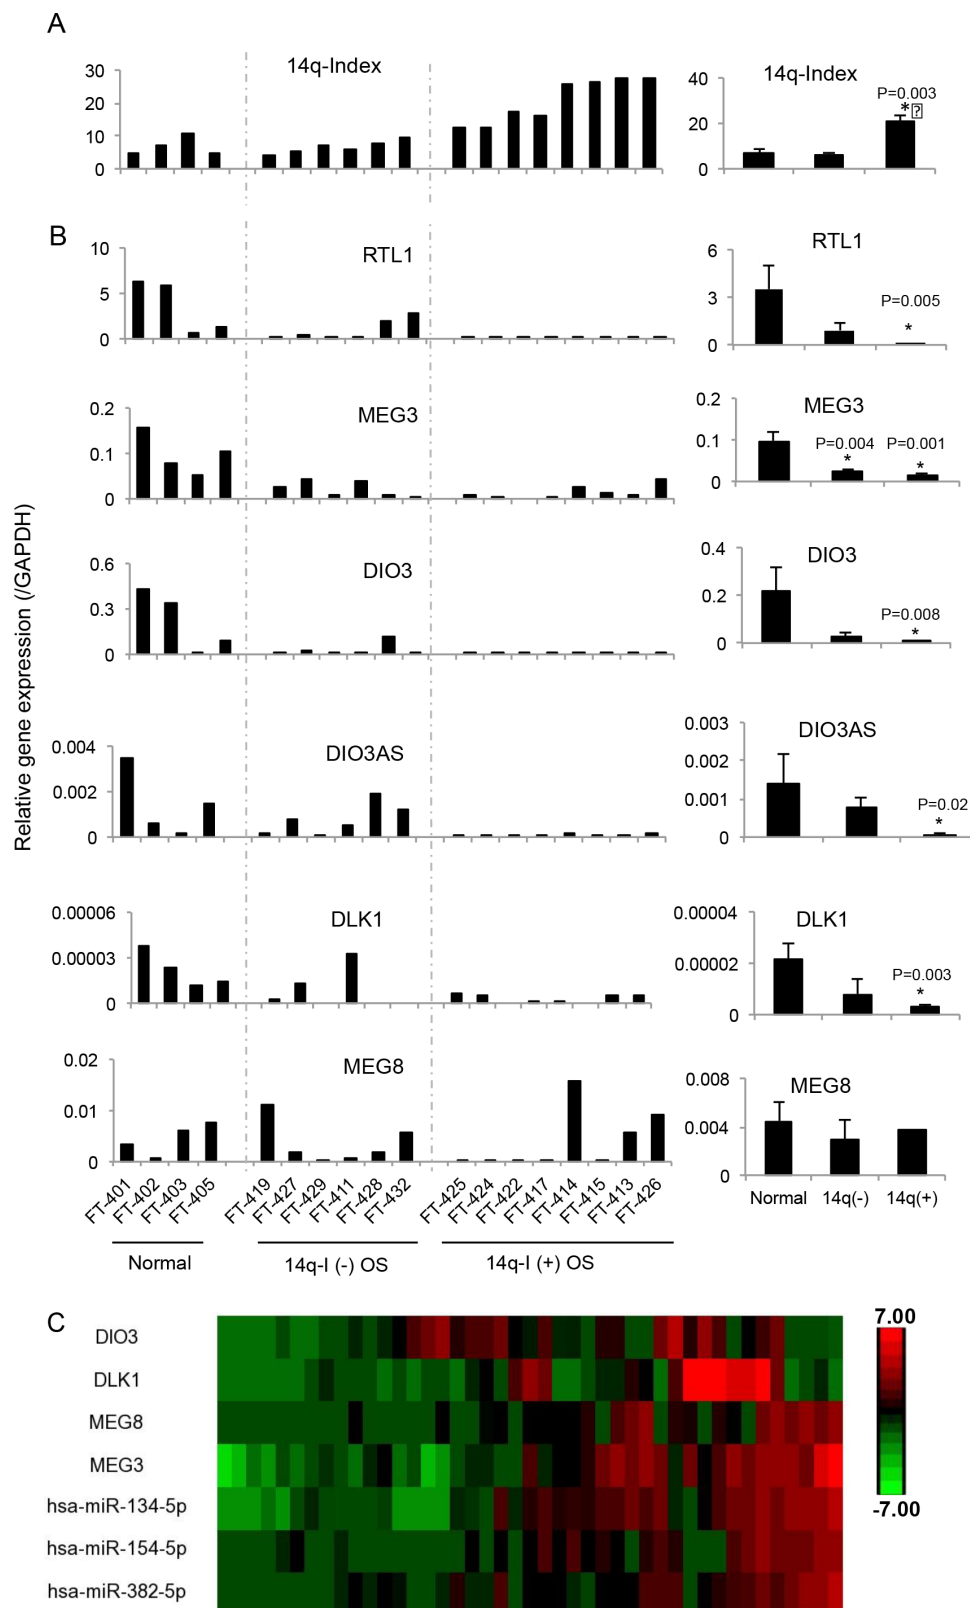 A
14q-Index
30
20
10
0
14q-Index
40
20
0
P=0.003
*?
B
Relative gene expression (/GAPDH)
RTL1
10
5
0
RTL1
6
3
0
P=0.005
*
MEG3
0.2
0.1
0
MEG3
0.2
0.1
0
P=0.004
*
P=0.001
*
DIO3
0.6
0.3
0
DIO3
0.4
0.2
0
P=0.008
*
DIO3AS
0.004
0.002
0
DIO3AS
0.003
0.002
0.001
0
P=0.02
*
DLK1
0.00006
0.00003
0
DLK1
0.00004
0.00002
0
P=0.003
*
MEG8
0.02
0.01
0
MEG8
0.008
0.004
0
FT-401
FT-402
FT-403
FT-405
FT-419
FT-427
FT-429
FT-411
FT-428
FT-432
FT-425
FT-424
FT-422
FT-417
FT-414
FT-415
FT-413
FT-426
Normal
14q-I (-) OS
14q-I (+) OS
Normal
14q(-)
14q(+)
C
DIO3
DLK1
MEG8
MEG3
hsa-miR-134-5p
hsa-miR-154-5p
hsa-miR-382-5p
7.00
-7.00